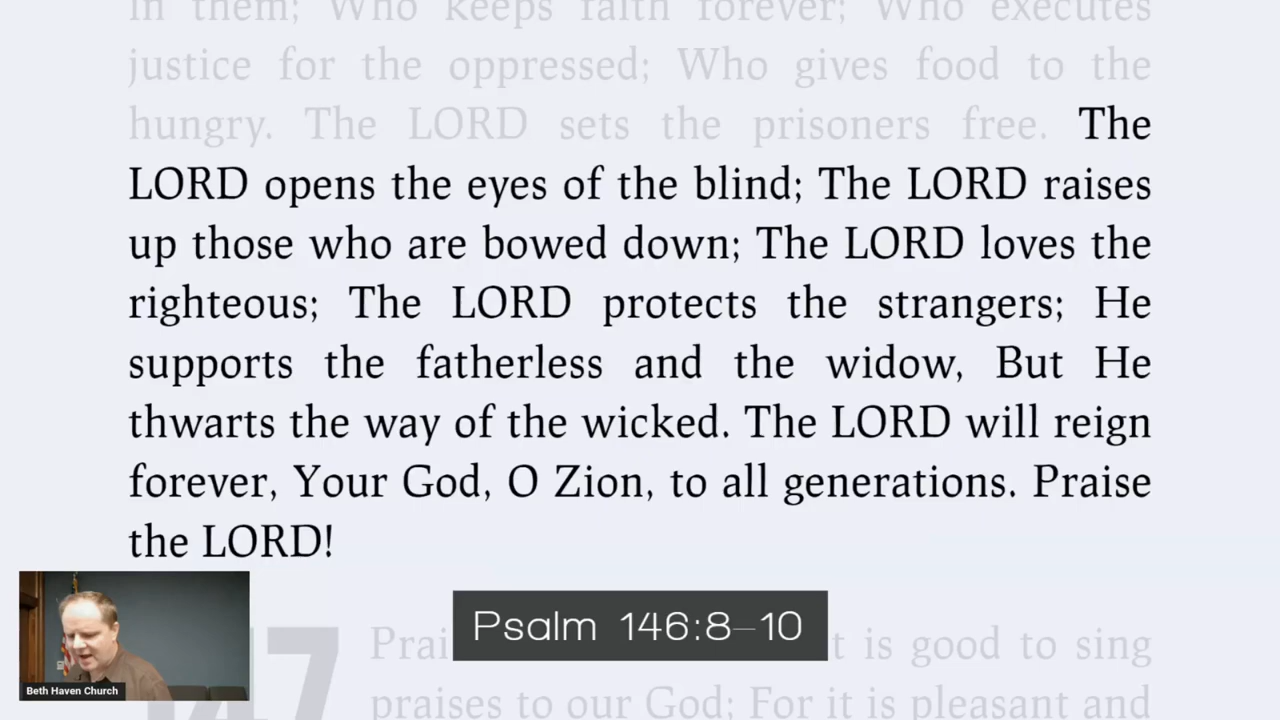 in them; Who keeps faith forever; Who executes
justice for the oppressed; Who gives food to the
hungry. The LORD sets the prisoners free. The
LORD opens the eyes of the blind; The LORD raises
up those who are bowed down; The LORD loves the
righteous; The LORD protects the strangers; He
supports the fatherless and the widow, But He
thwarts the way of the wicked. The LORD will reign
forever, Your God, O Zion, to all generations. Praise
the LORD!
Psalm 146:8–10
147 it is good to sing
praises to our God; For it is pleasant and
Beth Haven Church